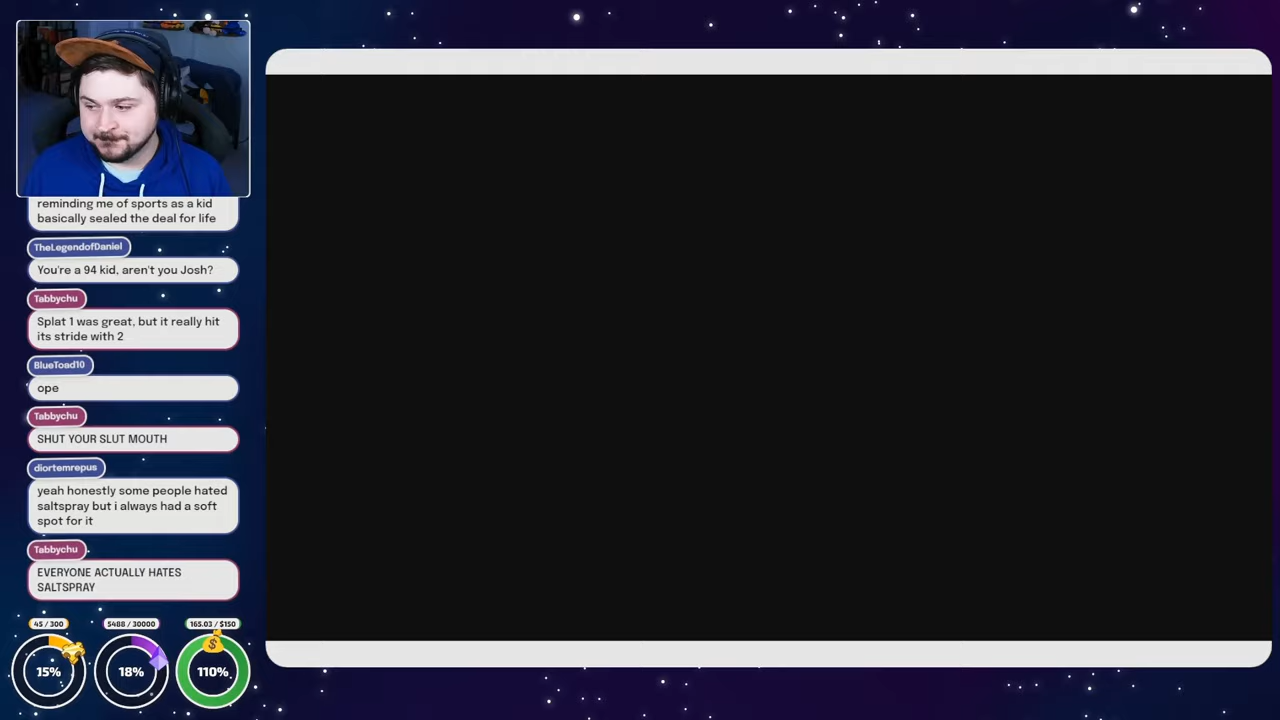 reminding me of sports as a kid
basically sealed the deal for life
TheLegendofDaniel
You're a 94 kid, aren't you Josh?
Tabbychu
Splat 1 was great, but it really hit
its stride with 2
BlueToad10
ope
Tabbychu
SHUT YOUR SLUT MOUTH
diortemrepus
yeah honestly some people hated
saltspray but i always had a soft
spot for it
Tabbychu
EVERYONE ACTUALLY HATES
SALTSPRAY
45 / 300
5488 / 30000
165.03 / $150
15%
18%
110%